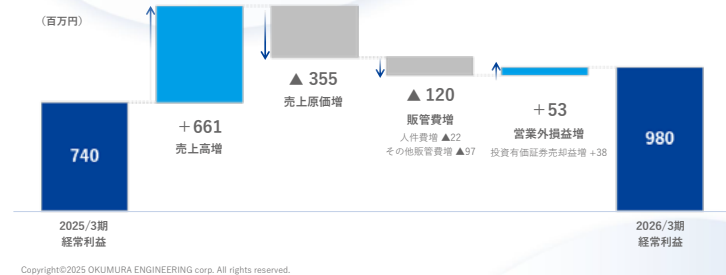 （百万円）
740
2025/3期
経常利益
＋661
売上高増
▲ 355
売上原価増
▲ 120
販管費増
人件費増 ▲22
その他販管費増 ▲97
＋53
営業外損益増
投資有価証券売却益増 +38
980
2026/3期
経常利益
Copyright©2025 OKUMURA ENGINEERING corp. All rights reserved.